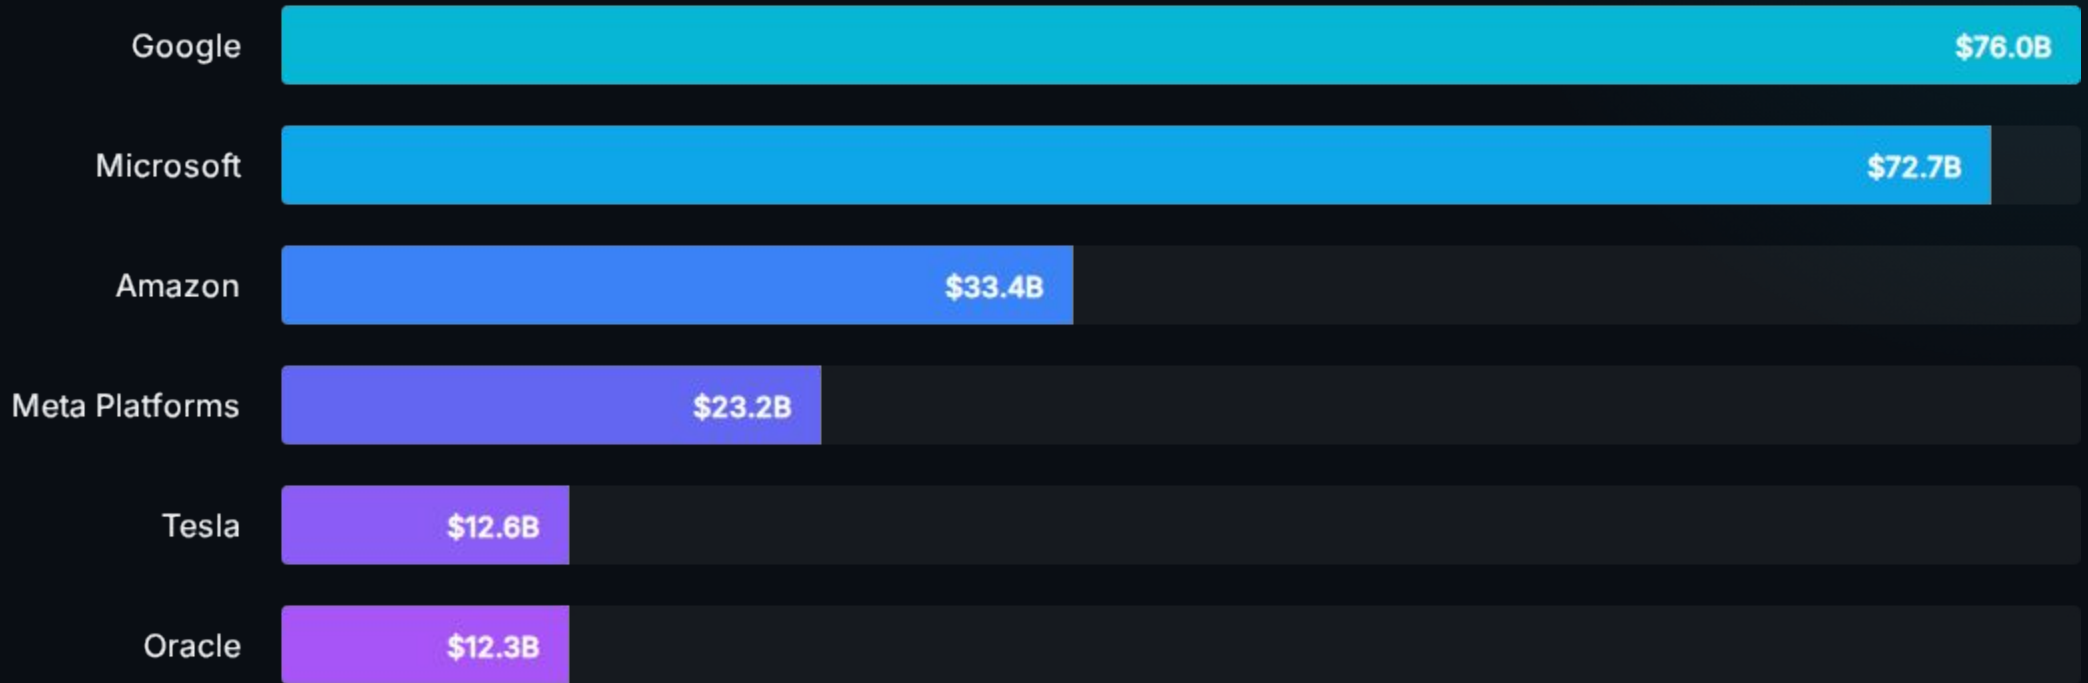 Google $76.0B
Microsoft $72.7B
Amazon $33.4B
Meta Platforms $23.2B
Tesla $12.6B
Oracle $12.3B